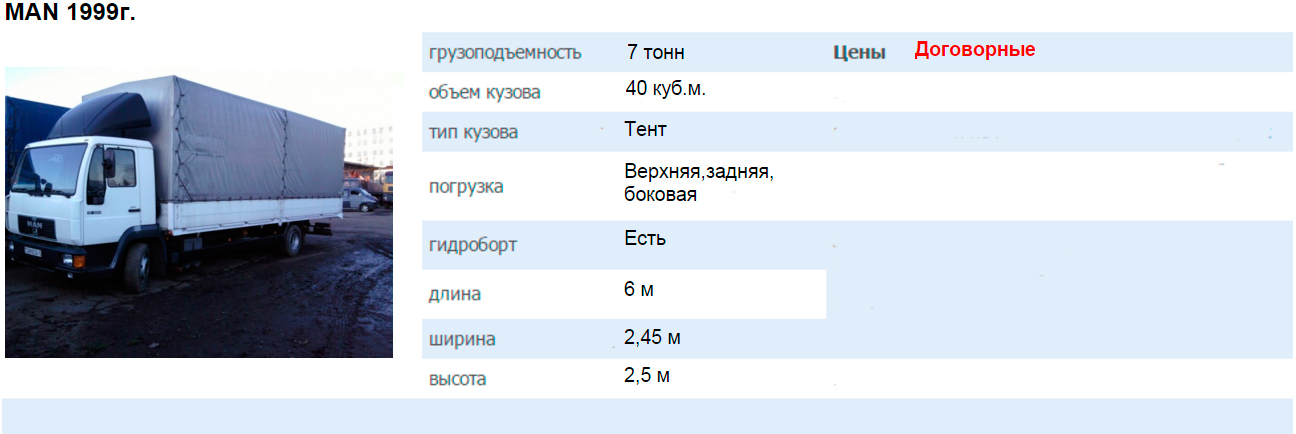 MAN 1999г.
грузоподъемность 7 тонн Цены Договорные
объем кузова 40 куб.м.
тип кузова Тент
погрузка Верхняя,задняя,
боковая
гидроборт Есть
длина 6 м
ширина 2,45 м
высота 2,5 м
MAN